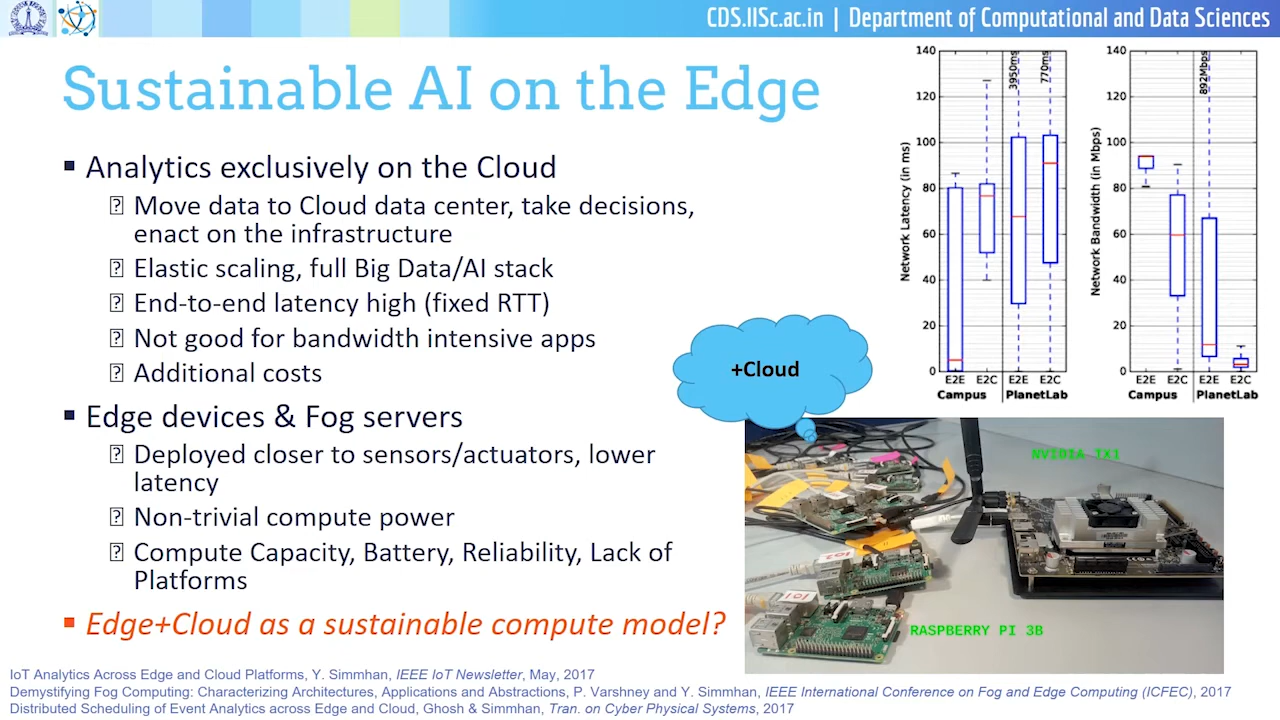 CDS.IISc.ac.in | Department of Computational and Data Sciences
Sustainable AI on the Edge
▪ Analytics exclusively on the Cloud
Move data to Cloud data center, take decisions,
enact on the infrastructure
Elastic scaling, full Big Data/AI stack
End-to-end latency high (fixed RTT)
Not good for bandwidth intensive apps
Additional costs
▪ Edge devices & Fog servers
Deployed closer to sensors/actuators, lower
latency
Non-trivial compute power
Compute Capacity, Battery, Reliability, Lack of
Platforms
▪ Edge+Cloud as a sustainable compute model?
Network Latency (in ms)
140
120
100
80
60
40
20
0
3950ms
770ms
E2E E2C E2E E2C
Campus PlanetLab
Network Bandwidth (in Mbps)
140
120
100
80
60
40
20
0
892Mbps
E2E E2C E2E E2C
Campus PlanetLab
+Cloud
NVIDIA TX1
102
101
RASPBERRY PI 3B
IoT Analytics Across Edge and Cloud Platforms, Y. Simmhan, IEEE IoT Newsletter, May, 2017
Demystifying Fog Computing: Characterizing Architectures, Applications and Abstractions, P. Varshney and Y. Simmhan, IEEE International Conference on Fog and Edge Computing (ICFEC), 2017
Distributed Scheduling of Event Analytics across Edge and Cloud, Ghosh & Simmhan, Tran. on Cyber Physical Systems, 2017